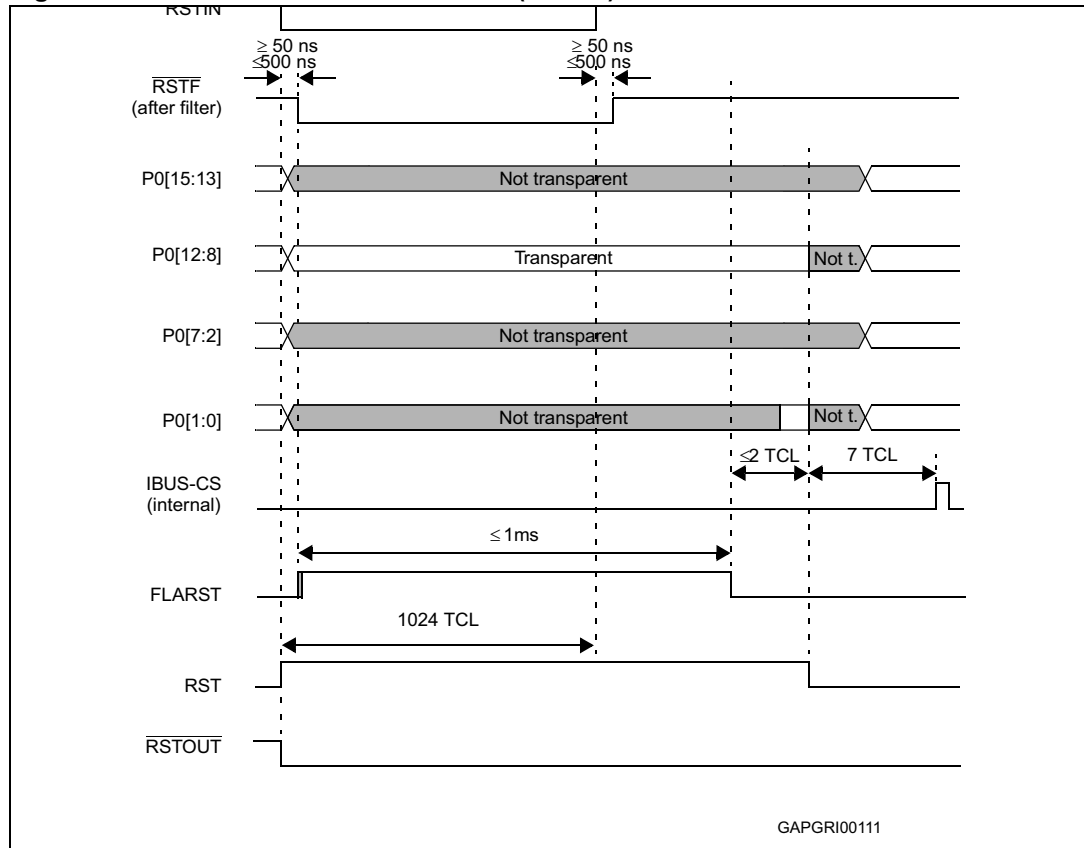 RSTIN
≥ 50 ns
≤500 ns
≥ 50 ns
≤500 ns
RSTF
(after filter)
P0[15:13]
Not transparent
P0[12:8]
Transparent
Not t.
P0[7:2]
Not transparent
P0[1:0]
Not transparent
Not t.
≤2 TCL
7 TCL
IBUS-CS
(internal)
≤ 1ms
FLARST
1024 TCL
RST
RSTOUT
GAPGRI00111